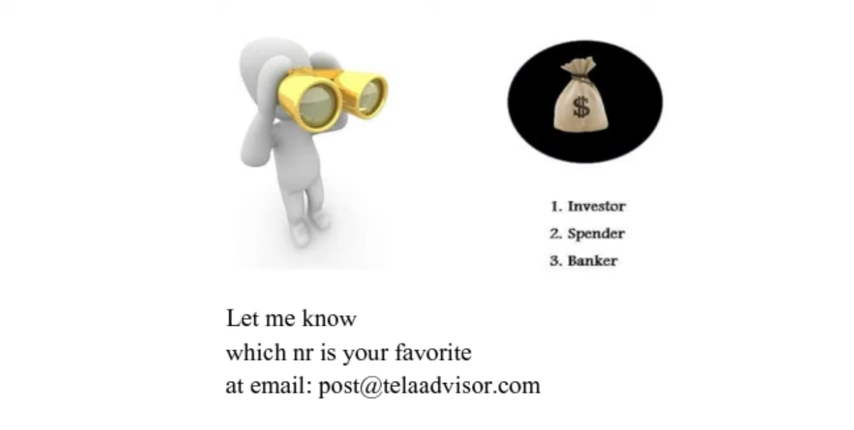 $
1. Investor
2. Spender
3. Banker
Let me know
which nr is your favorite
at email: post@telaadvisor.com